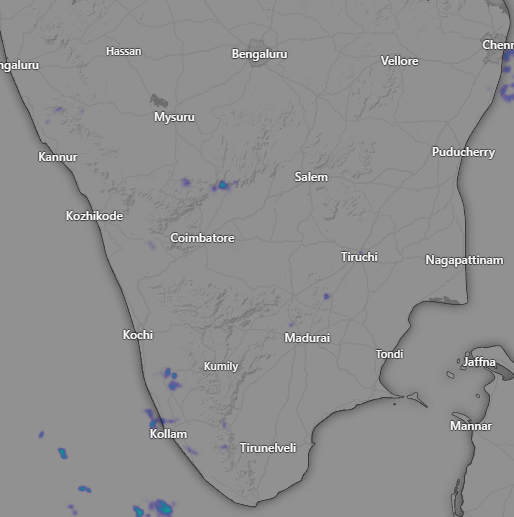 Hassan
Bengaluru
Chenn
ngaluru
Vellore
Mysuru
Kannur
Puducherry
Salem
Kozhikode
Coimbatore
Tiruchi
Nagapattinam
Kochi
Madurai
Tondi
Kumily
Jaffna
Kollam
Mannar
Tirunelveli